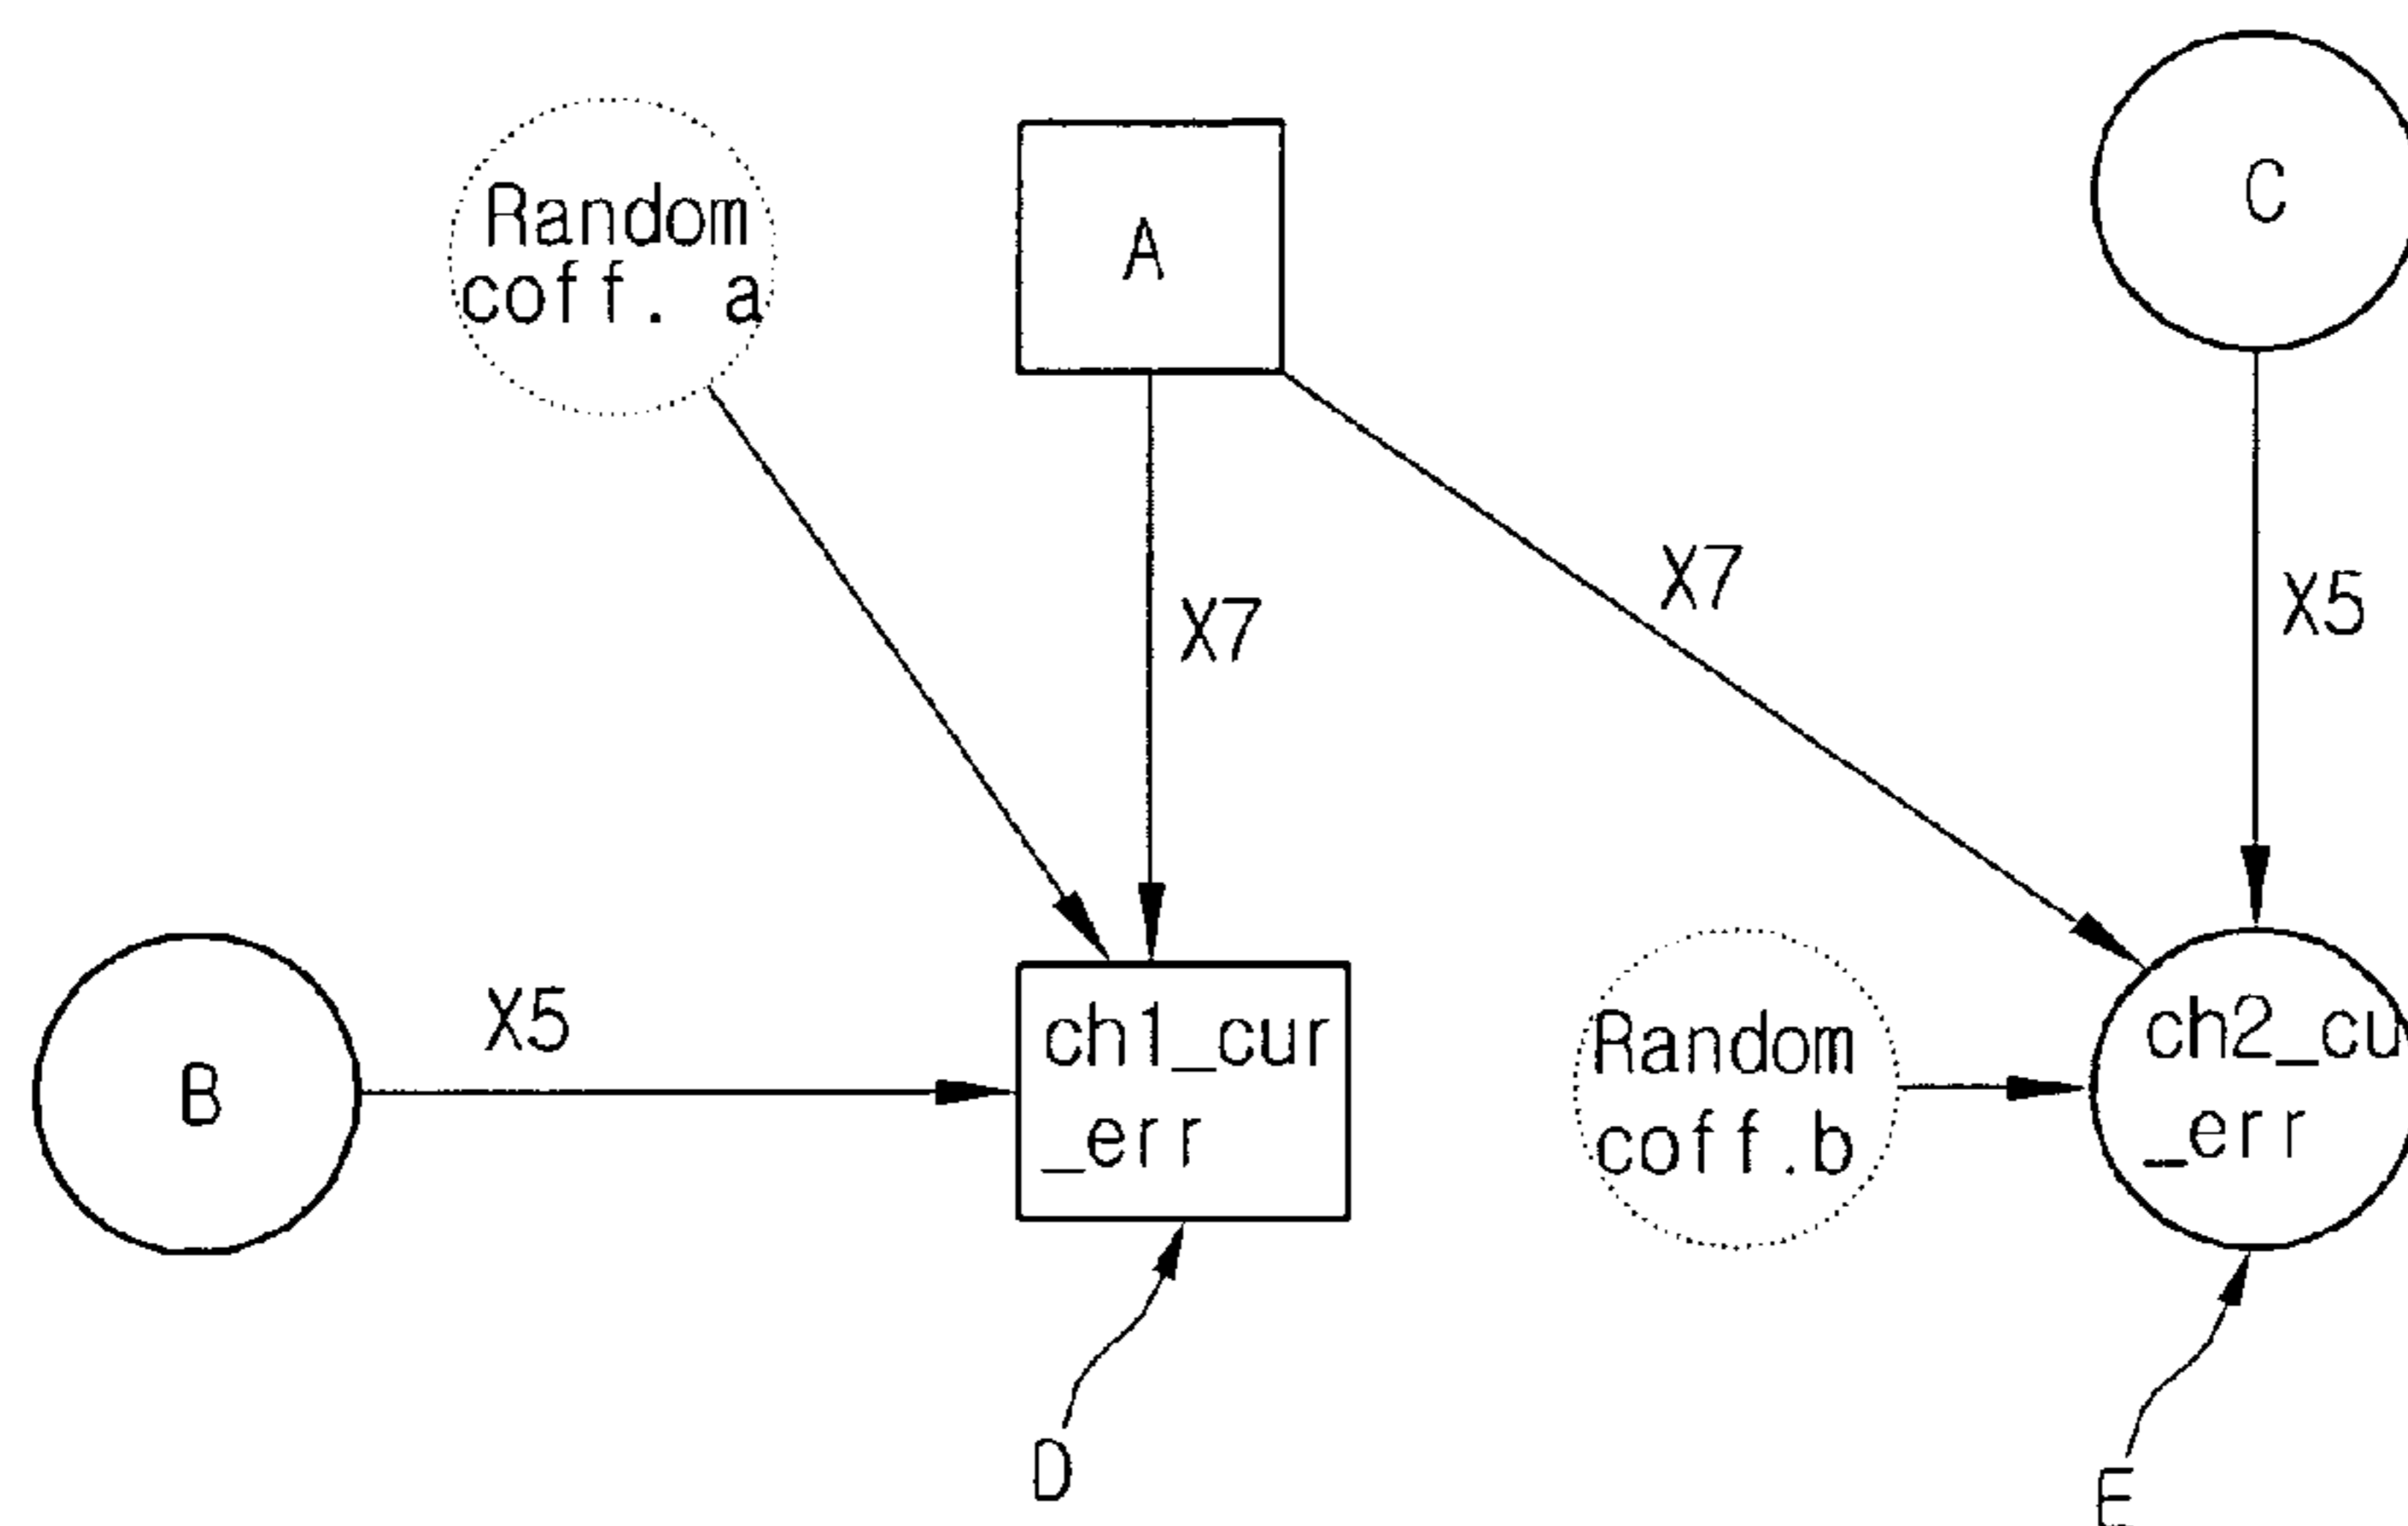 Random
coff. a
A
C
X7
X7
X5
B
X5
ch1_cur
_err
Random
coff.b
ch2_cu
_err
D
E